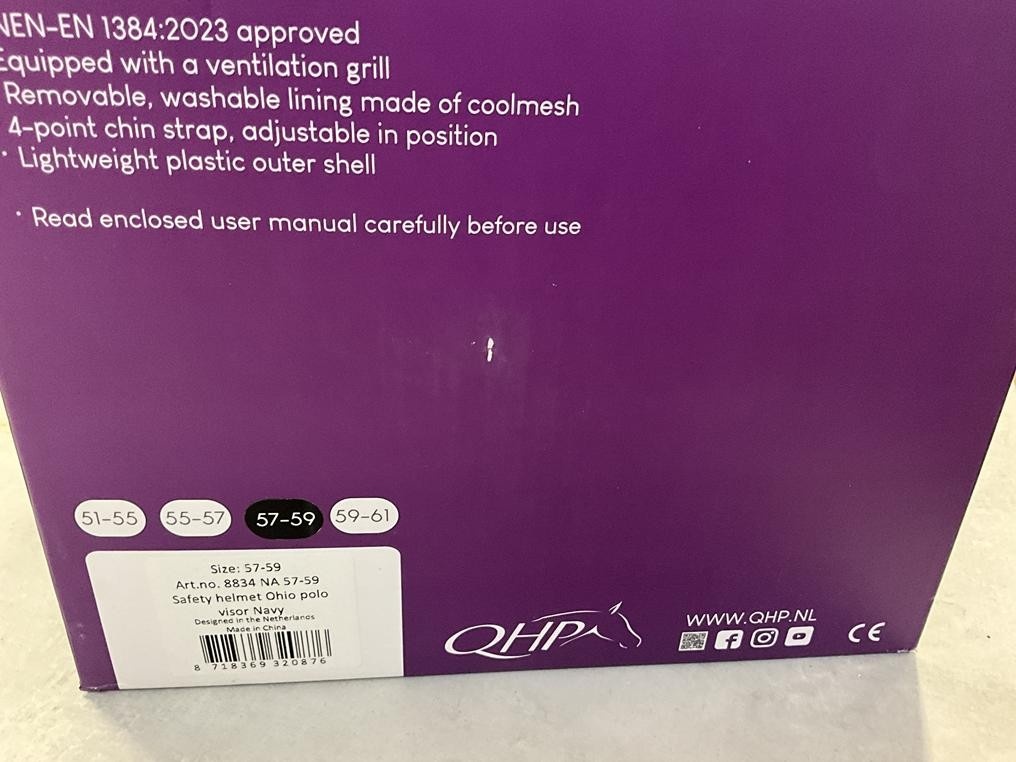 NEN-EN 1384:2023 approved
Equipped with a ventilation grill
Removable, washable lining made of coolmesh
4-point chin strap, adjustable in position
· Lightweight plastic outer shell
· Read enclosed user manual carefully before use
51-55 55-57 57-59 59-61
Size: 57-59
Art.no. 8834 NA 57-59
Safety helmet Ohio polo
visor Navy
Designed in the Netherlands
Made in China
8 718369 320876
QHP
WWW.QHP.NL
CE